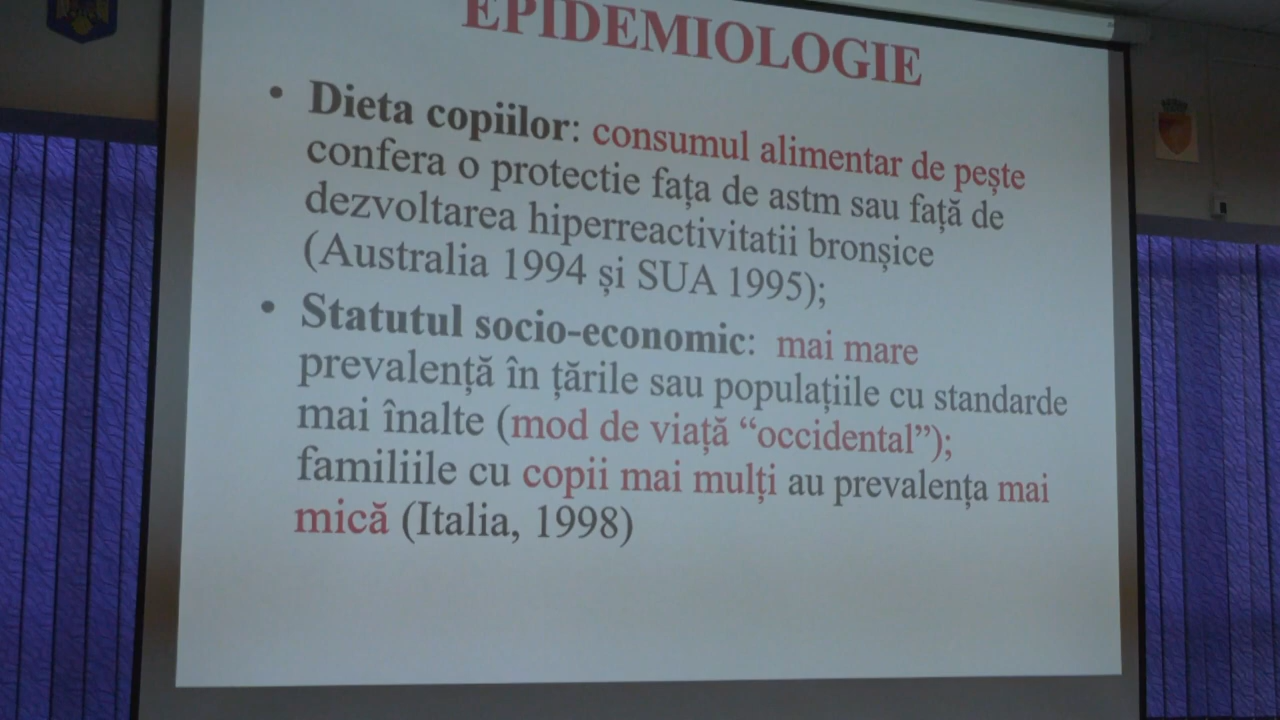 EPIDEMIOLOGIE
• Dieta copiilor: consumul alimentar de pește
confera o protectie fața de astm sau față de
dezvoltarea hiperreactivitatii bronșice
(Australia 1994 și SUA 1995);
• Statutul socio-economic: mai mare
prevalență în țările sau populațiile cu standarde
mai înalte (mod de viață “occidental”);
familiile cu copii mai mulți au prevalența mai
mică (Italia, 1998)